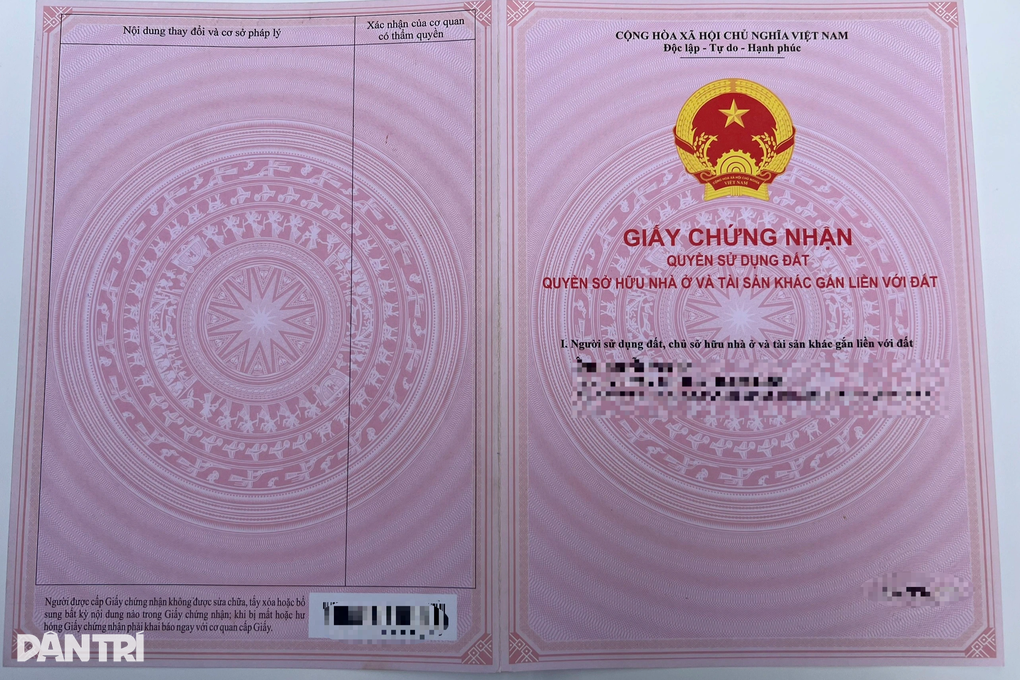 Nội dung thay đổi và cơ sở pháp lý
Xác nhận của cơ quan
có thẩm quyền
Người được cấp Giấy chứng nhận không được sửa chữa, tẩy xóa hoặc bổ
sung bất kỳ nội dung nào trong Giấy chứng nhận; khi bị mất hoặc hư
hỏng Giấy chứng nhận phải khai báo ngay với cơ quan cấp Giấy.
DÂN TRÍ
CỘNG HÒA XÃ HỘI CHỦ NGHĨA VIỆT NAM
Độc lập - Tự do - Hạnh phúc
VIỆT NAM
GIẤY CHỨNG NHẬN
QUYỀN SỬ DỤNG ĐẤT
QUYỀN SỞ HỮU NHÀ Ở VÀ TÀI SẢN KHÁC GẮN LIỀN VỚI ĐẤT
I. Người sử dụng đất, chủ sở hữu nhà ở và tài sản khác gắn liền với đất